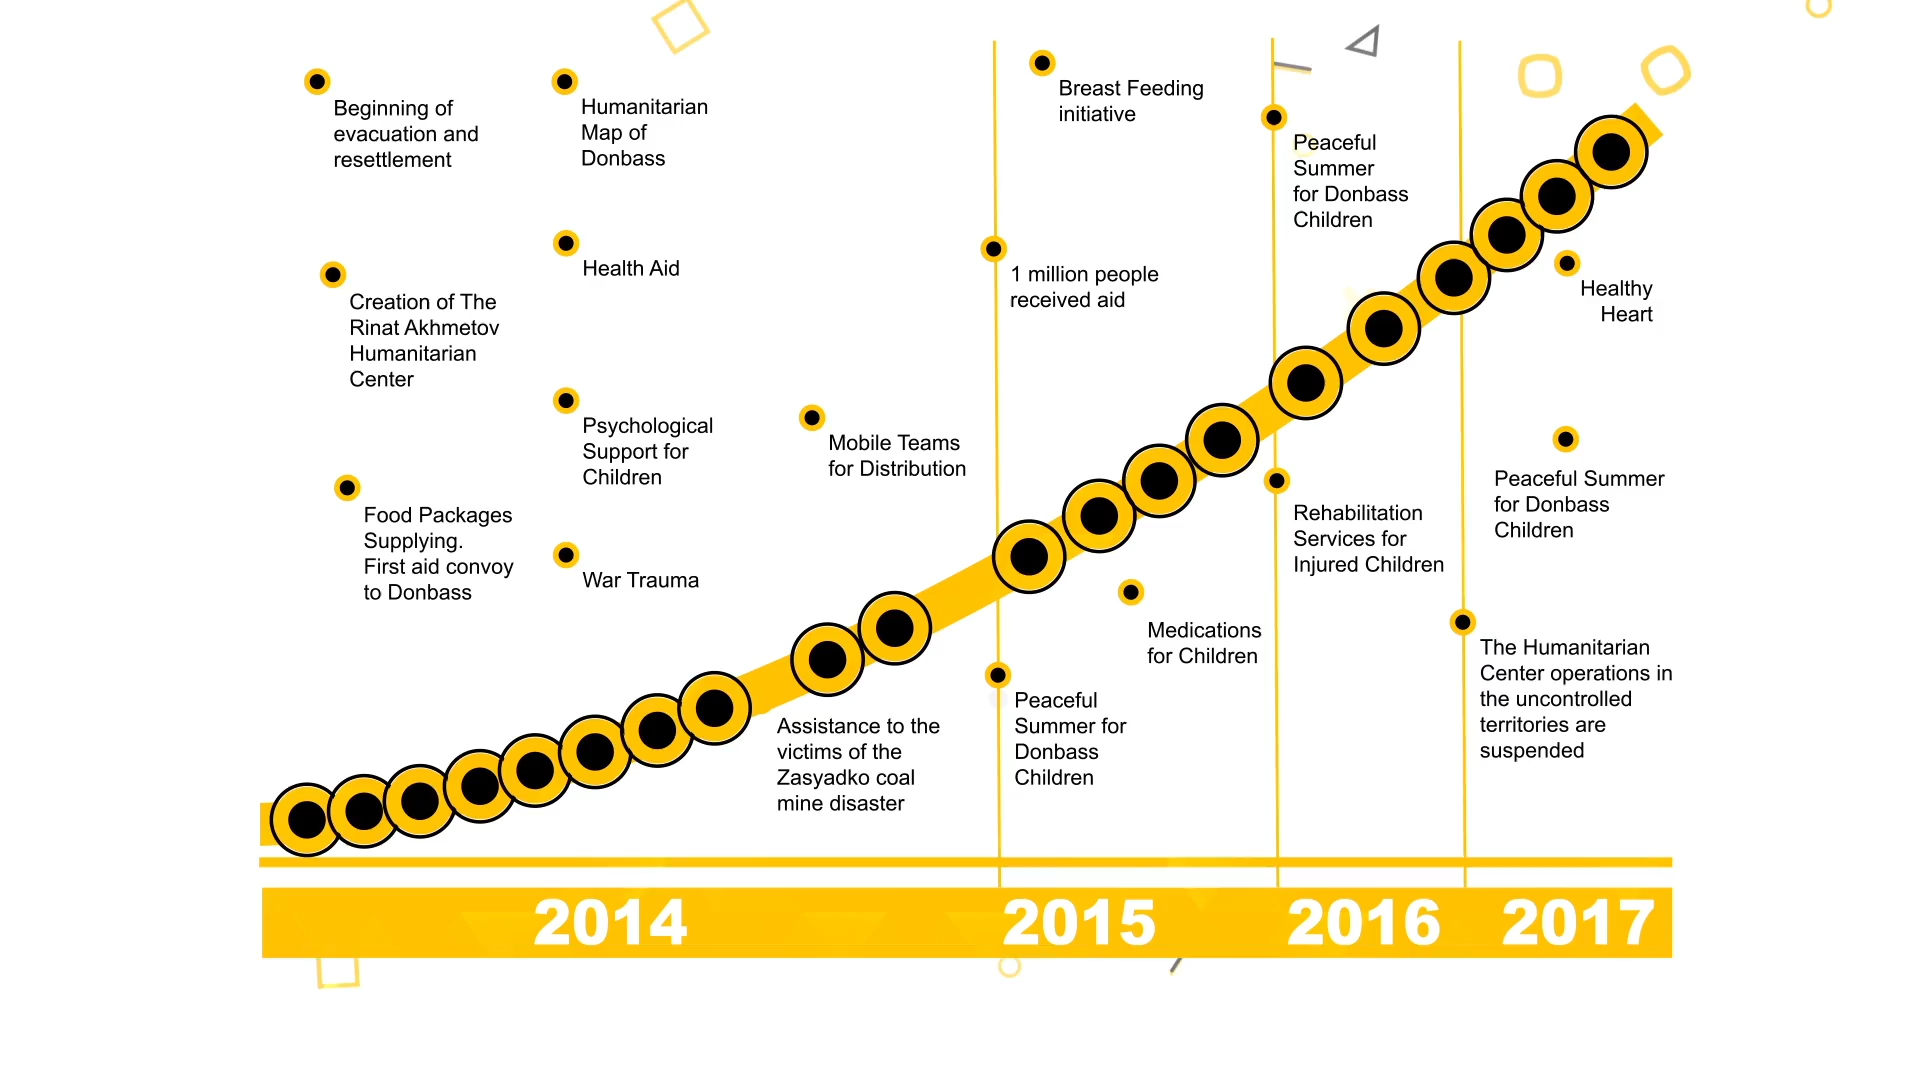 Beginning of
evacuation and
resettlement
Creation of The
Rinat Akhmetov
Humanitarian
Center
Food Packages
Supplying.
First aid convoy
to Donbass
Humanitarian
Map of
Donbass
Health Aid
Psychological
Support for
Children
War Trauma
Mobile Teams
for Distribution
Assistance to the
victims of the
Zasyadko coal
mine disaster
Breast Feeding
initiative
1 million people
received aid
Peaceful
Summer for
Donbass
Children
Medications
for Children
Peaceful
Summer
for Donbass
Children
Rehabilitation
Services for
Injured Children
Healthy
Heart
Peaceful Summer
for Donbass
Children
The Humanitarian
Center operations in
the uncontrolled
territories are
suspended
2014
2015
2016
2017